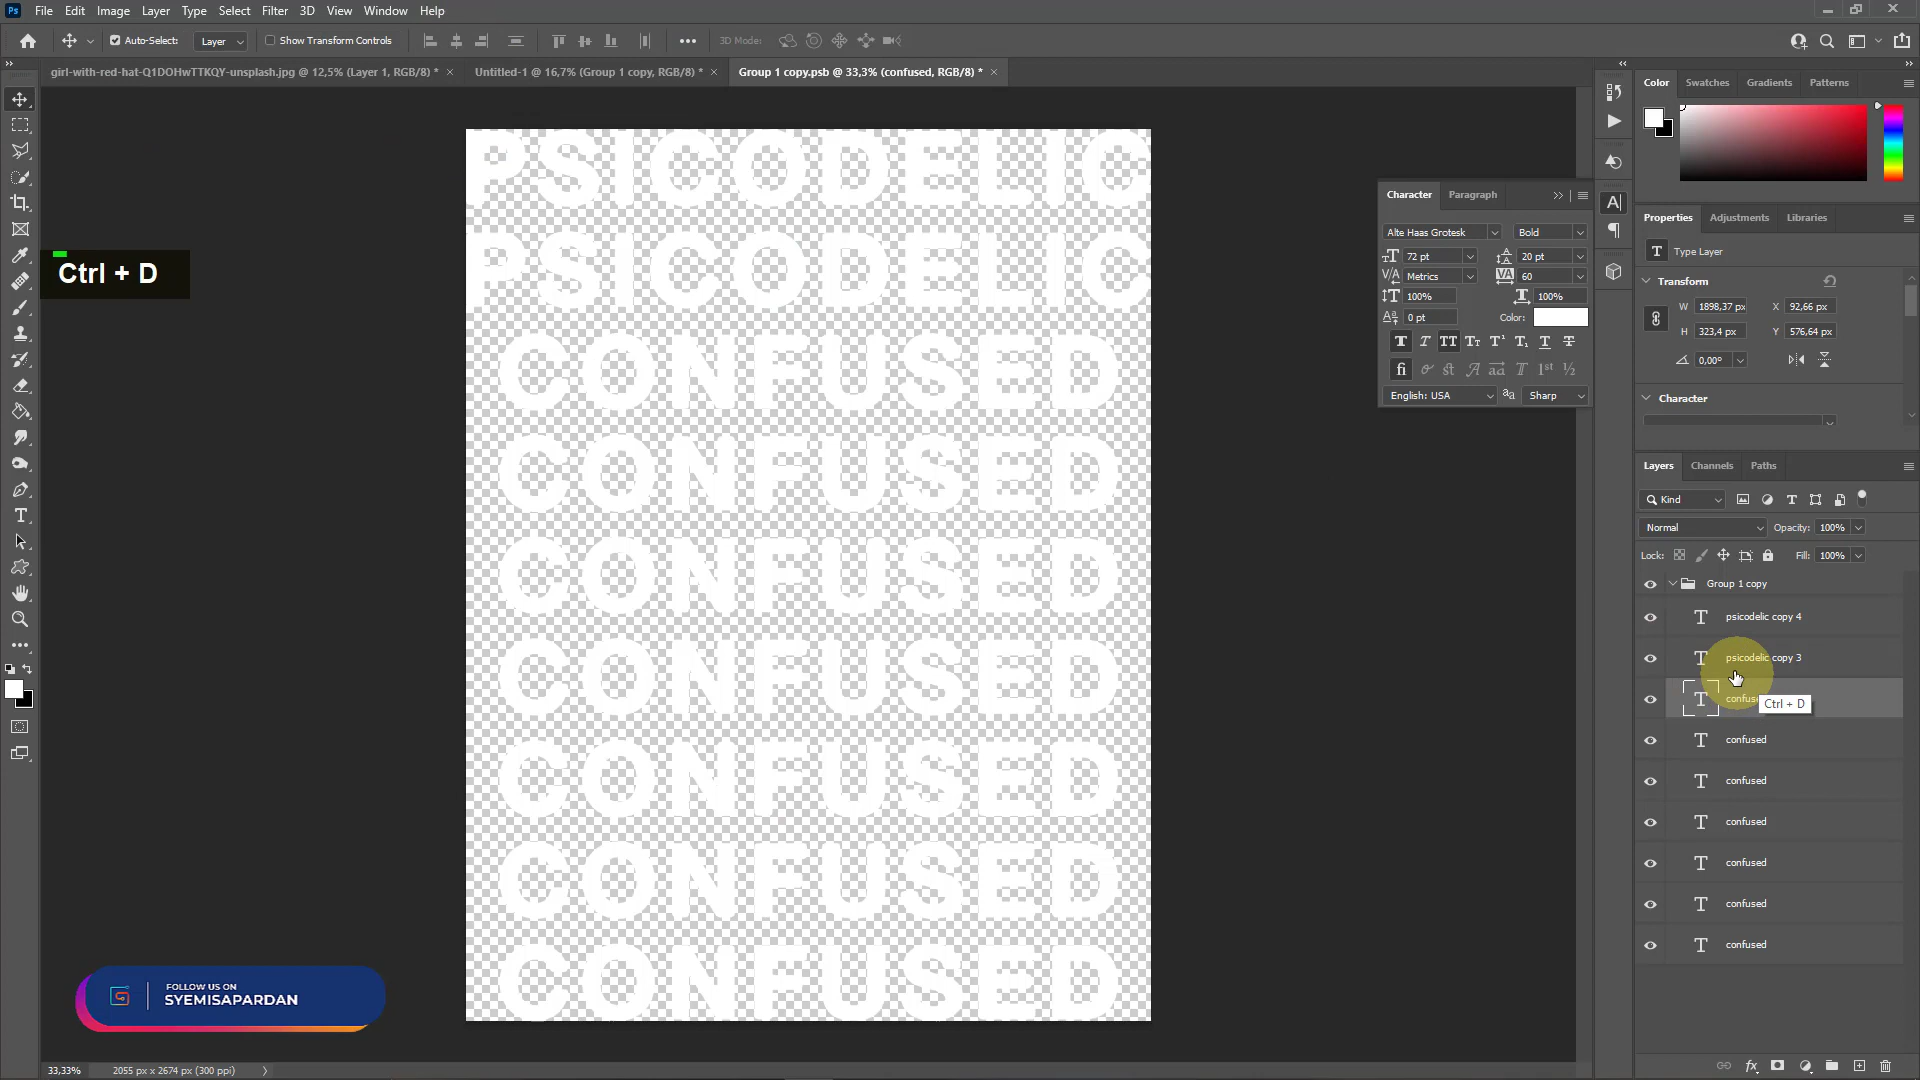 Ps File Edit Image Layer Type Select Filter 3D View Window Help
Auto-Select: Layer Show Transform Controls 3D Mode:
girl-with-red-hat-Q1DOHwTTKQY-unsplash.jpg @ 12,5% (Layer 1, RGB/8) *
Untitled-1 @ 16,7% (Group 1 copy, RGB/8) *
Group 1 copy.psb @ 33,3% (confused, RGB/8) *
Color Swatches Gradients Patterns
PSICODELIC
PSICODELIC
CONFUSED
CONFUSED
CONFUSED
CONFUSED
CONFUSED
CONFUSED
CONFUSED
Ctrl + D
Character Paragraph
Alte Haas Grotesk Bold
72 pt 20 pt
Metrics 60
100% 100%
0 pt Color:
English: USA aa Sharp
Properties Adjustments Libraries
Type Layer
Transform
W 1898,37 px X 92,66 px
H 323,4 px Y 576,64 px
0,00°
Character
Layers Channels Paths
Kind
Normal Opacity: 100%
Lock: Fill: 100%
Group 1 copy
psicodelic copy 4
psicodelic copy 3
Ctrl + D
confused
confused
confused
confused
confused
confused
FOLLOW US ON
SYEMISAPARDAN
33,33% 2055 px x 2674 px (300 ppi)